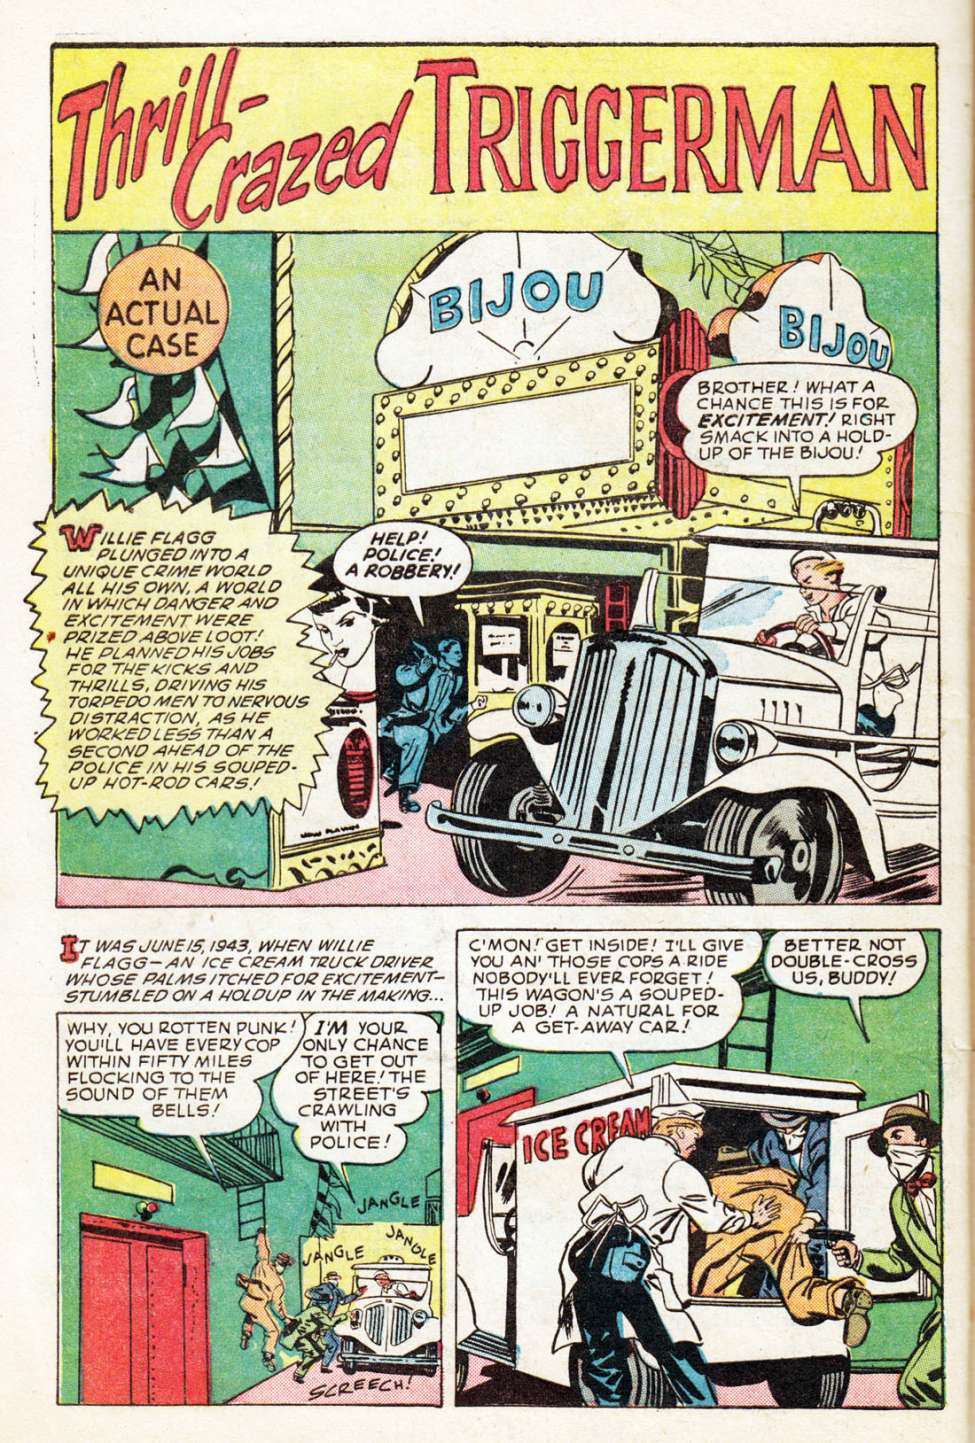 Thrill-
Crazed TRIGGERMAN
AN
ACTUAL
CASE
BIJOU
BIJOU
BROTHER! WHAT A
CHANCE THIS IS FOR
EXCITEMENT! RIGHT
SMACK INTO A HOLD-
UP OF THE BIJOU!
HELP!
POLICE!
A ROBBERY!
WILLIE FLAGG
PLUNGED INTO A
UNIQUE CRIME WORLD
ALL HIS OWN, A WORLD
IN WHICH DANGER AND
EXCITEMENT WERE
PRIZED ABOVE LOOT!
HE PLANNED HIS JOBS
FOR THE KICKS AND
THRILLS, DRIVING HIS
TORPEDO MEN TO NERVOUS
DISTRACTION, AS HE
WORKED LESS THAN A
SECOND AHEAD OF THE
POLICE IN HIS SOUPED-
UP HOT-ROD CARS!
NOW PLAYING
IT WAS JUNE 15, 1943, WHEN WILLIE
FLAGG—AN ICE CREAM TRUCK DRIVER
WHOSE PALMS ITCHED FOR EXCITEMENT—
STUMBLED ON A HOLDUP IN THE MAKING...
WHY, YOU ROTTEN PUNK!
YOU'LL HAVE EVERY COP
WITHIN FIFTY MILES
FLOCKING TO THE
SOUND OF THEM
BELLS!
I'M YOUR
ONLY CHANCE
TO GET OUT
OF HERE! THE
STREET'S
CRAWLING
WITH
POLICE!
JANGLE
JANGLE
JANGLE
SCREECH!
C'MON! GET INSIDE! I'LL GIVE
YOU AN' THOSE COPS A RIDE
NOBODY'LL EVER FORGET!
THIS WAGON'S A SOUPED-
UP JOB! A NATURAL FOR
A GET-AWAY CAR!
BETTER NOT
DOUBLE-CROSS
US, BUDDY!
ICE CREAM